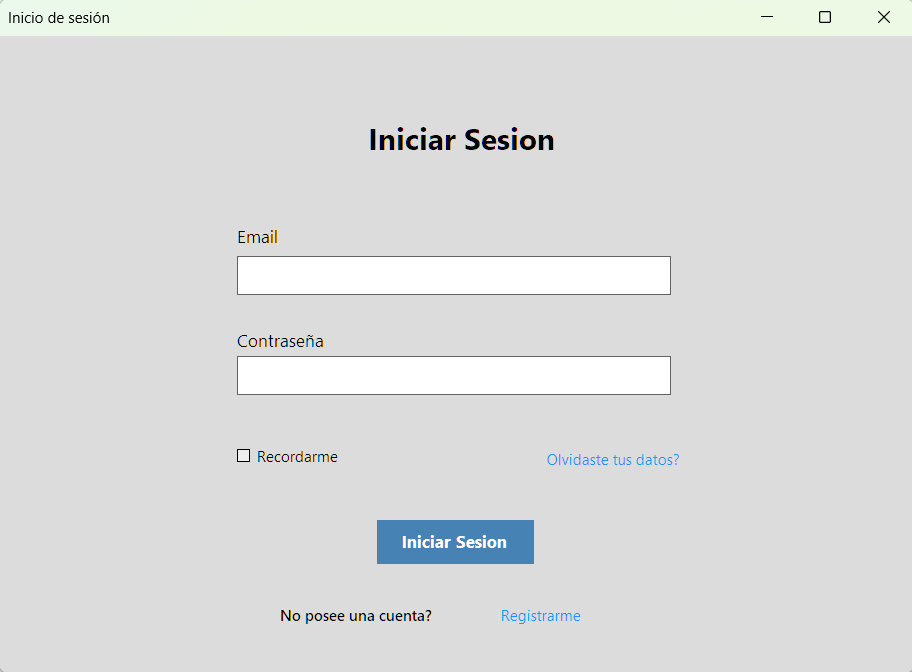 Inicio de sesión
Iniciar Sesion
Email
Contraseña
Recordarme
Olvidaste tus datos?
Iniciar Sesion
No posee una cuenta? Registrarme